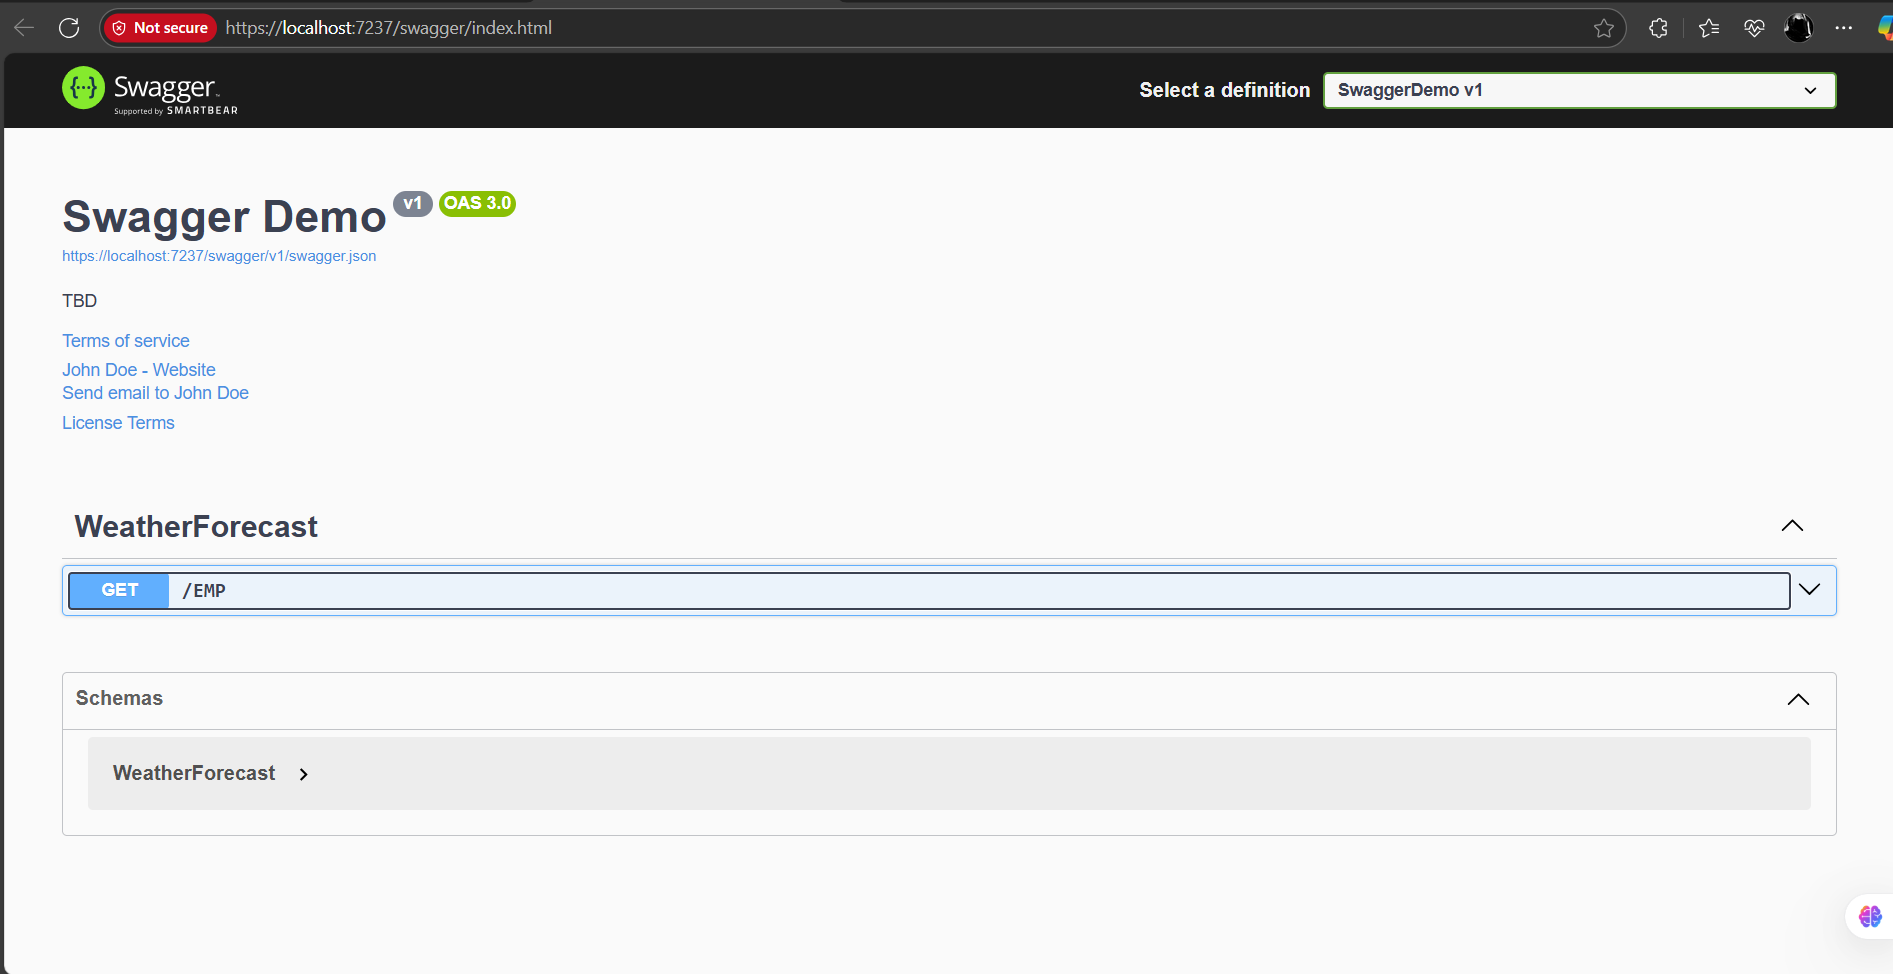 Not secure https://localhost:7237/swagger/index.html
Swagger
Supported by SMARTBEAR
Select a definition
SwaggerDemo v1
Swagger Demo v1 OAS 3.0
https://localhost:7237/swagger/v1/swagger.json
TBD
Terms of service
John Doe - Website
Send email to John Doe
License Terms
WeatherForecast
GET /EMP
Schemas
WeatherForecast